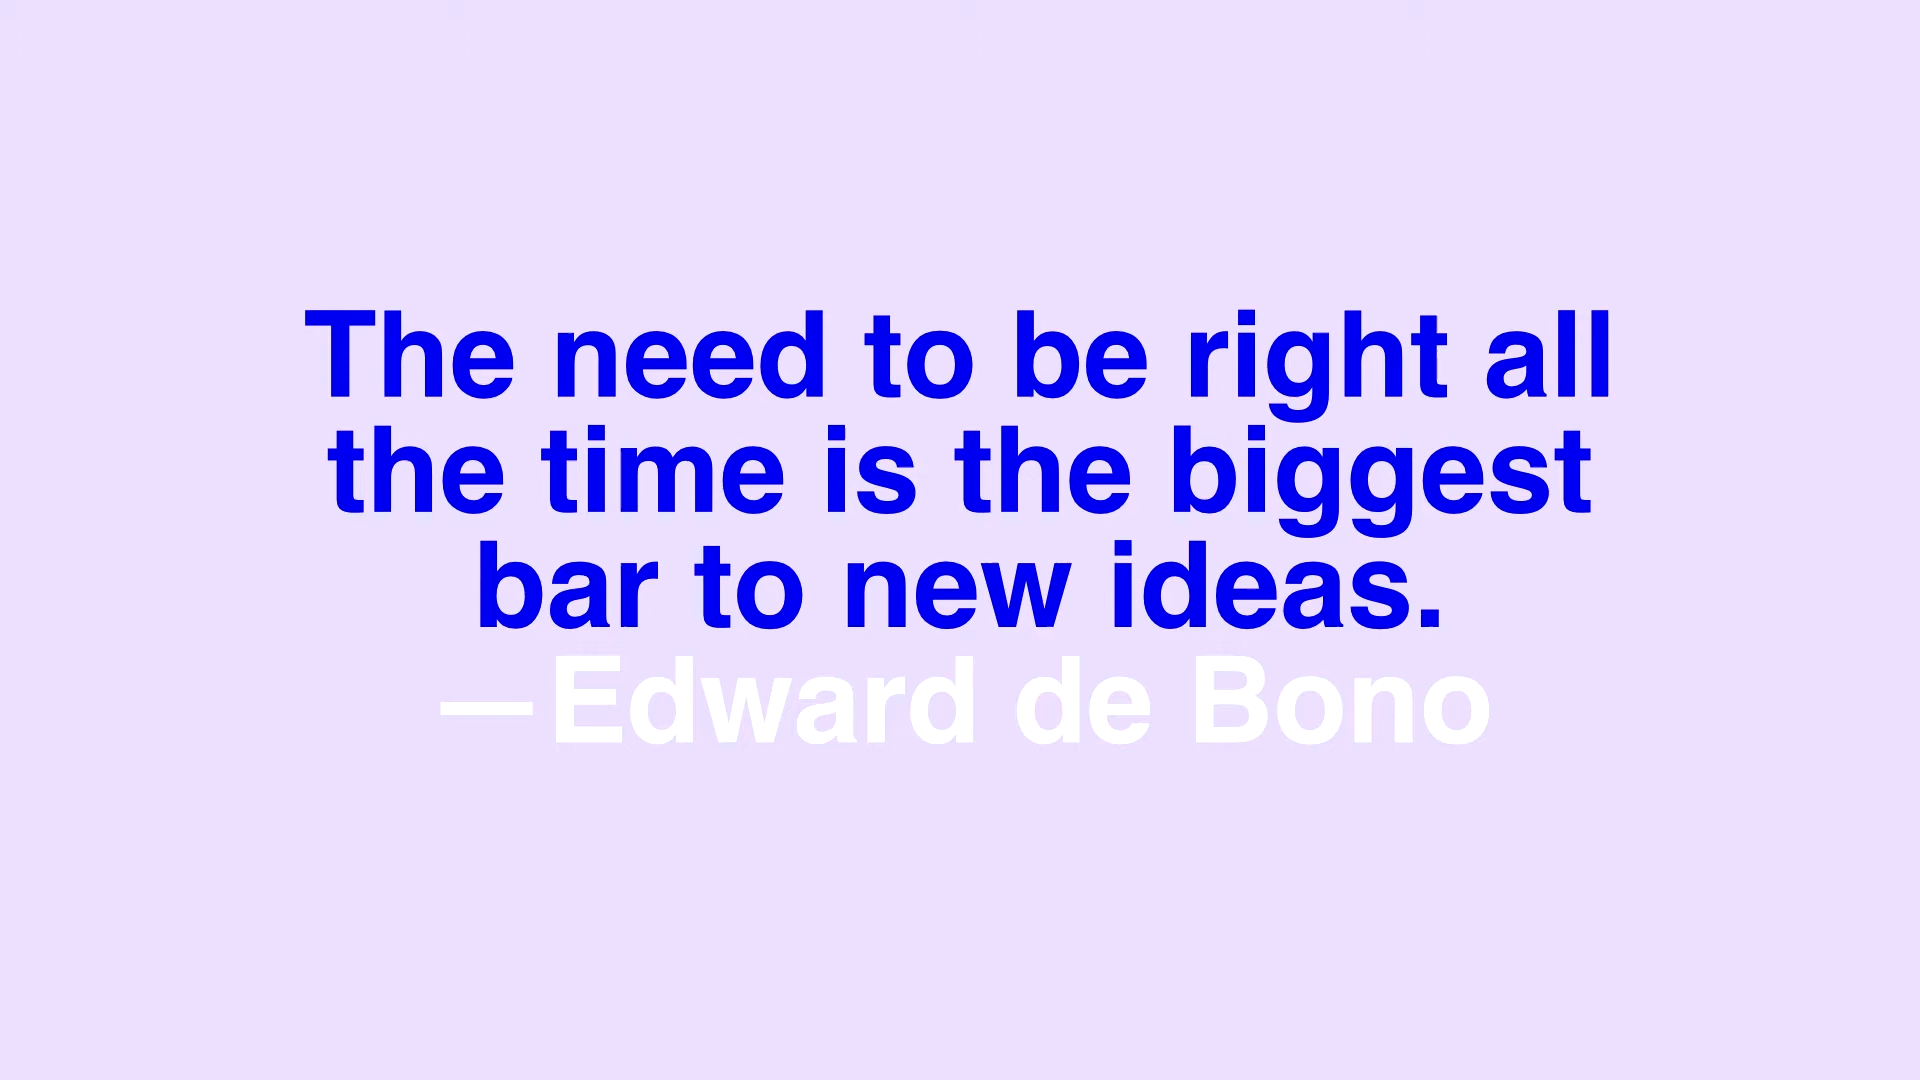 The need to be right all
the time is the biggest
bar to new ideas.
—Edward de Bono